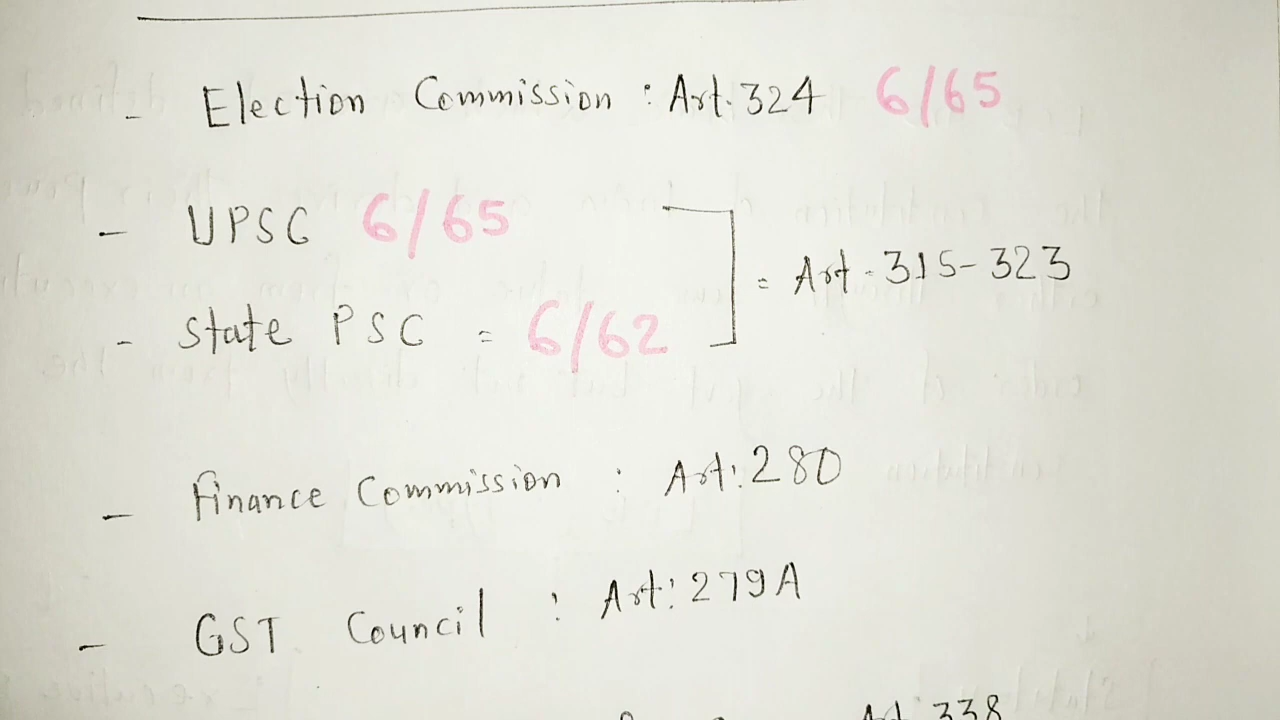 - Election Commission : Art. 324 6/65
- UPSC 6/65
= Art. 315-323
- State PSC = 6/62
- Finance Commission : Art: 280
- GST Council : Art: 279A
Art. 338